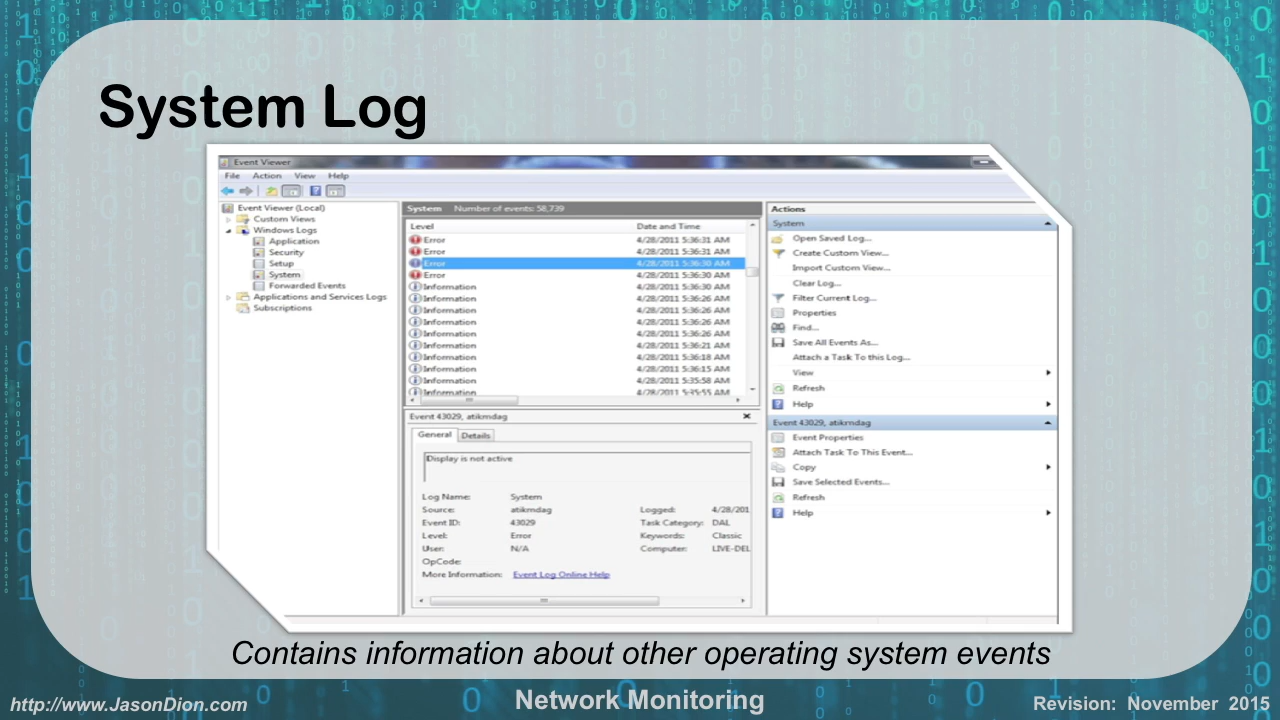 System Log
Event Viewer
File Action View Help
Event Viewer (Local)
Custom Views
Windows Logs
Application
Security
Setup
System
Forwarded Events
Applications and Services Logs
Subscriptions
System Number of events: 58,739
Level Date and Time
Error 4/28/2011 5:36:31 AM
Error 4/28/2011 5:36:31 AM
Error 4/28/2011 5:36:30 AM
Error 4/28/2011 5:36:30 AM
Information 4/28/2011 5:36:30 AM
Information 4/28/2011 5:36:26 AM
Information 4/28/2011 5:36:26 AM
Information 4/28/2011 5:36:26 AM
Information 4/28/2011 5:36:26 AM
Information 4/28/2011 5:36:21 AM
Information 4/28/2011 5:36:18 AM
Information 4/28/2011 5:36:15 AM
Information 4/28/2011 5:35:58 AM
Information 4/28/2011 5:35:55 AM
Event 43029, atikmdag
General Details
Display is not active
Log Name: System
Source: atikmdag Logged: 4/28/201
Event ID: 43029 Task Category: DAL
Level: Error Keywords: Classic
User: N/A Computer: LIVE-DEL
OpCode:
More Information: Event Log Online Help
Actions
System
Open Saved Log...
Create Custom View...
Import Custom View...
Clear Log...
Filter Current Log...
Properties
Find...
Save All Events As...
Attach a Task To this Log...
View
Refresh
Help
Event 43029, atikmdag
Event Properties
Attach Task To This Event...
Copy
Save Selected Events...
Refresh
Help
Contains information about other operating system events
http://www.JasonDion.com
Network Monitoring
Revision: November 2015